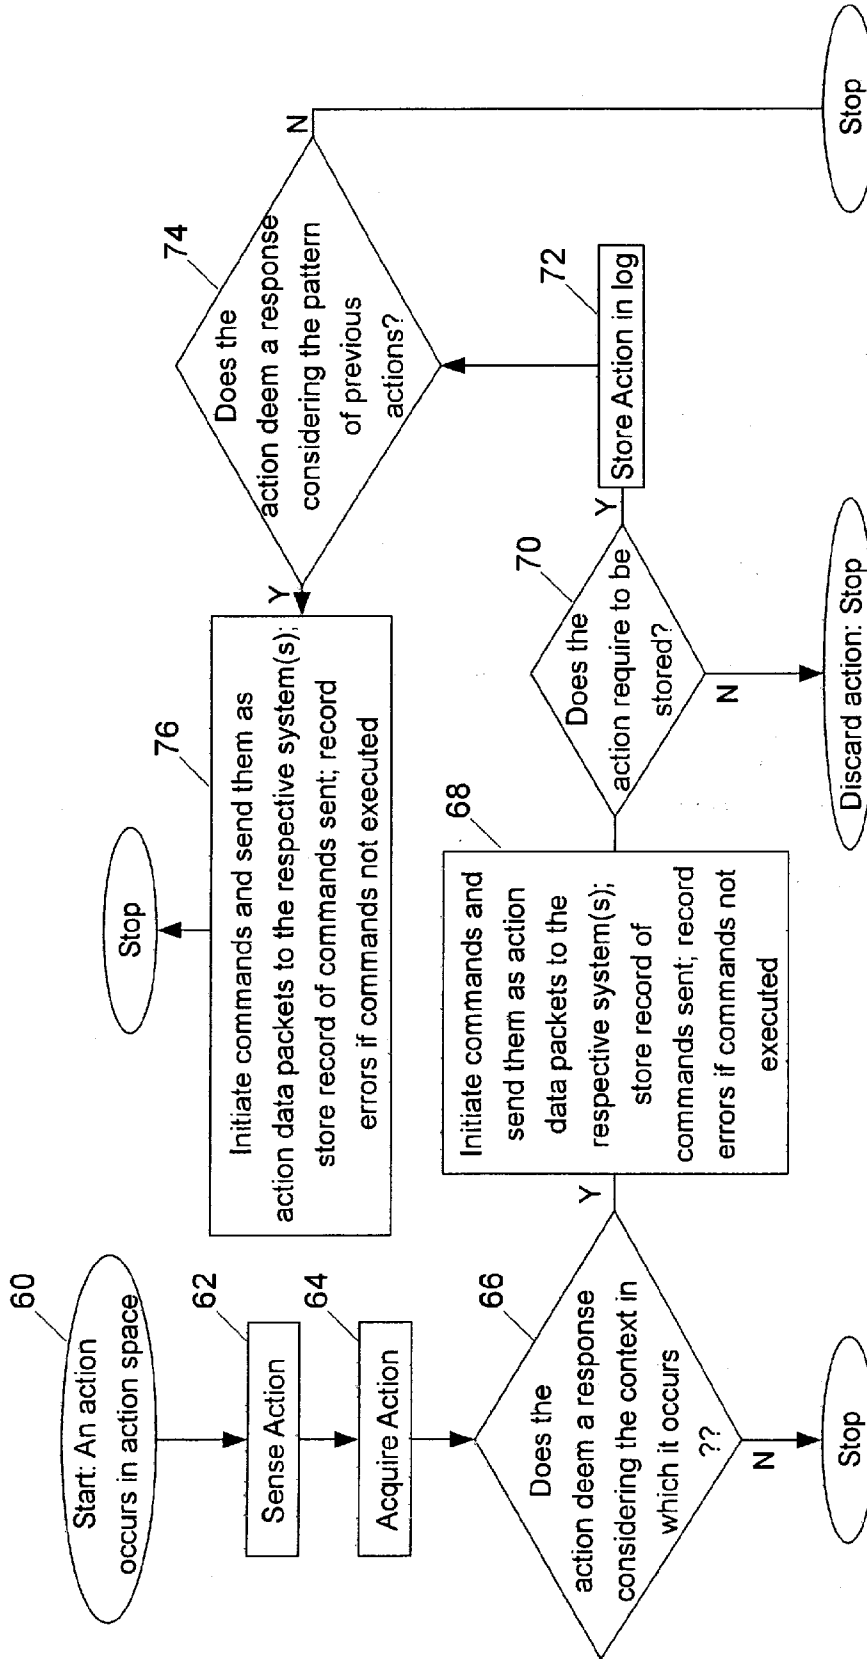 60
Start: An action
occurs in action space
62
Sense Action
64
Acquire Action
66
Does the
action deem a response
considering the context in
which it occurs
??
N
Stop
Y
68
Initiate commands and
send them as action
data packets to the
respective system(s);
store record of
commands sent; record
errors if commands not
executed
70
Does the
action require to be
stored?
N
Discard action: Stop
Y
72
Store Action in log
74
Does the
action deem a response
considering the pattern
of previous
actions?
N
Stop
Y
76
Initiate commands and send them as
action data packets to the respective system(s);
store record of commands sent; record
errors if commands not executed
Stop